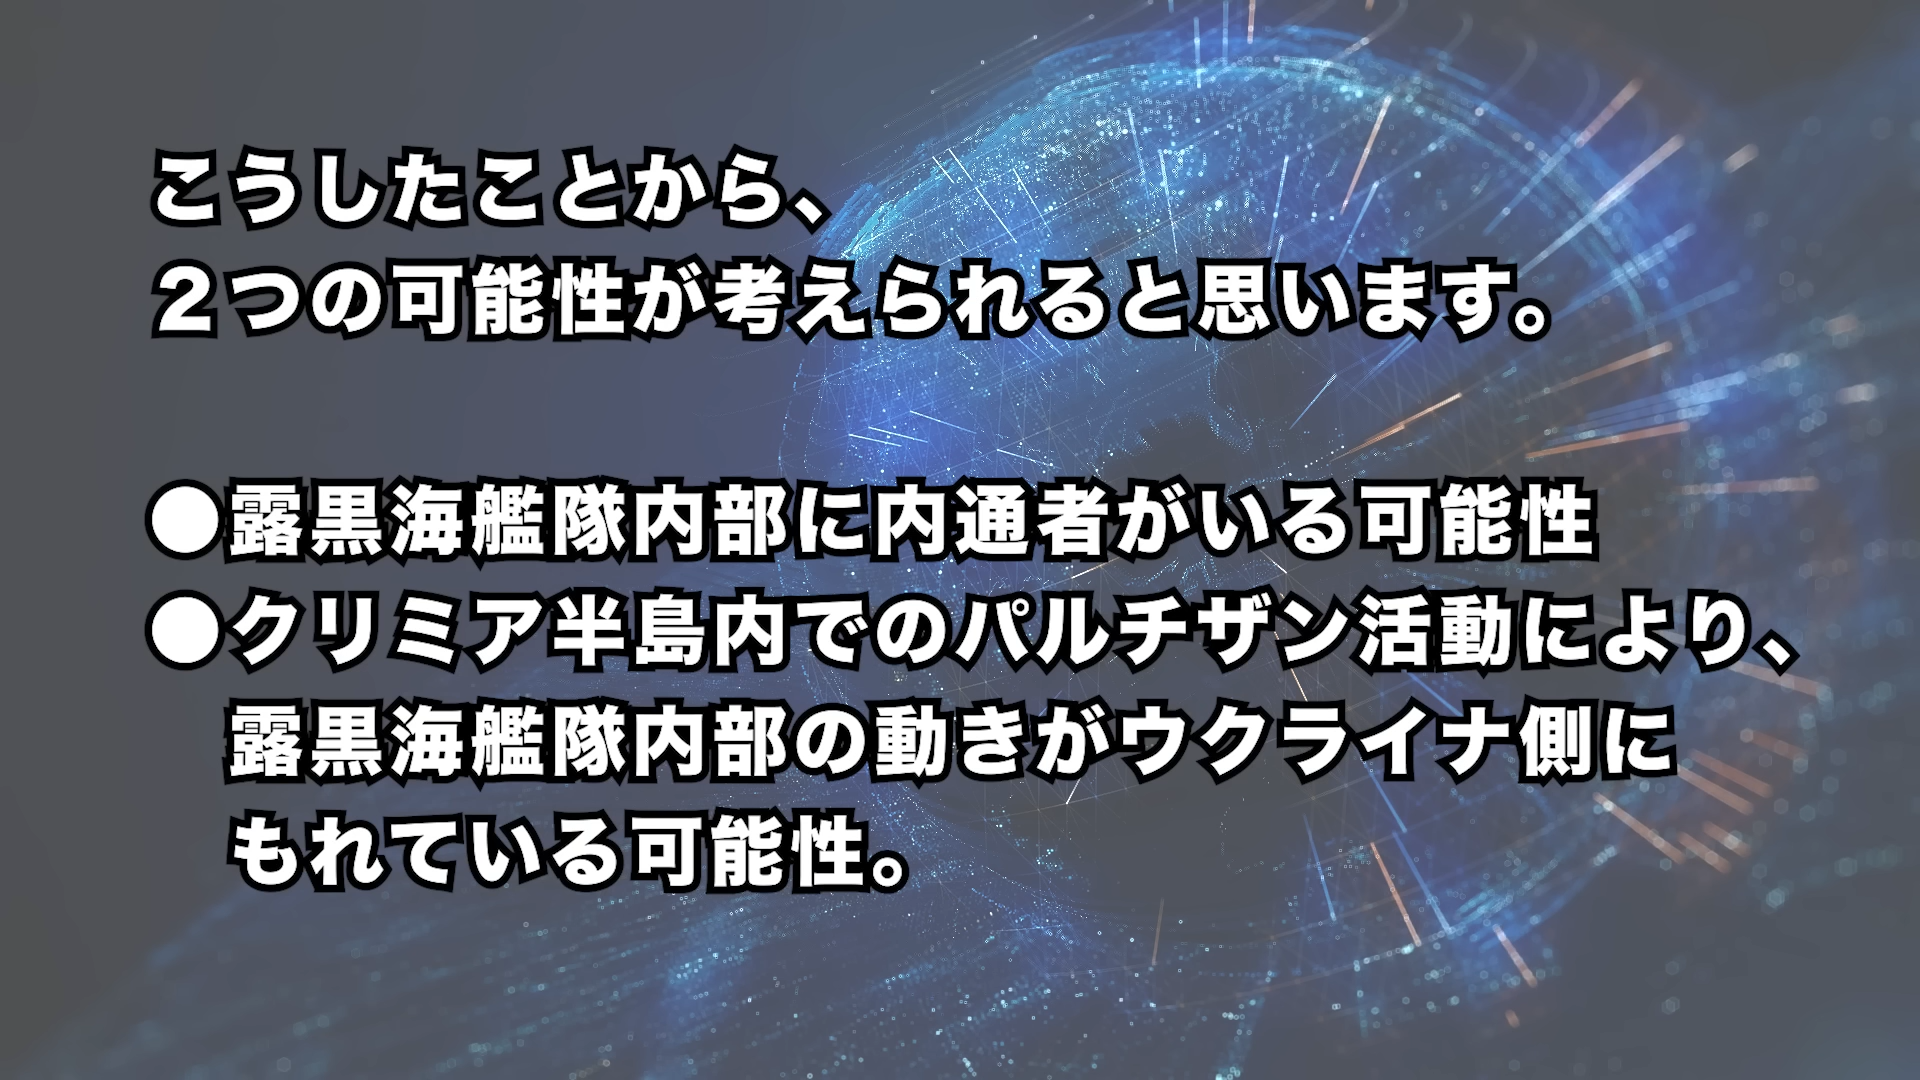 こうしたことから、
２つの可能性が考えられると思います。
●露黒海艦隊内部に内通者がいる可能性
●クリミア半島内でのパルチザン活動により、
露黒海艦隊内部の動きがウクライナ側に
もれている可能性。